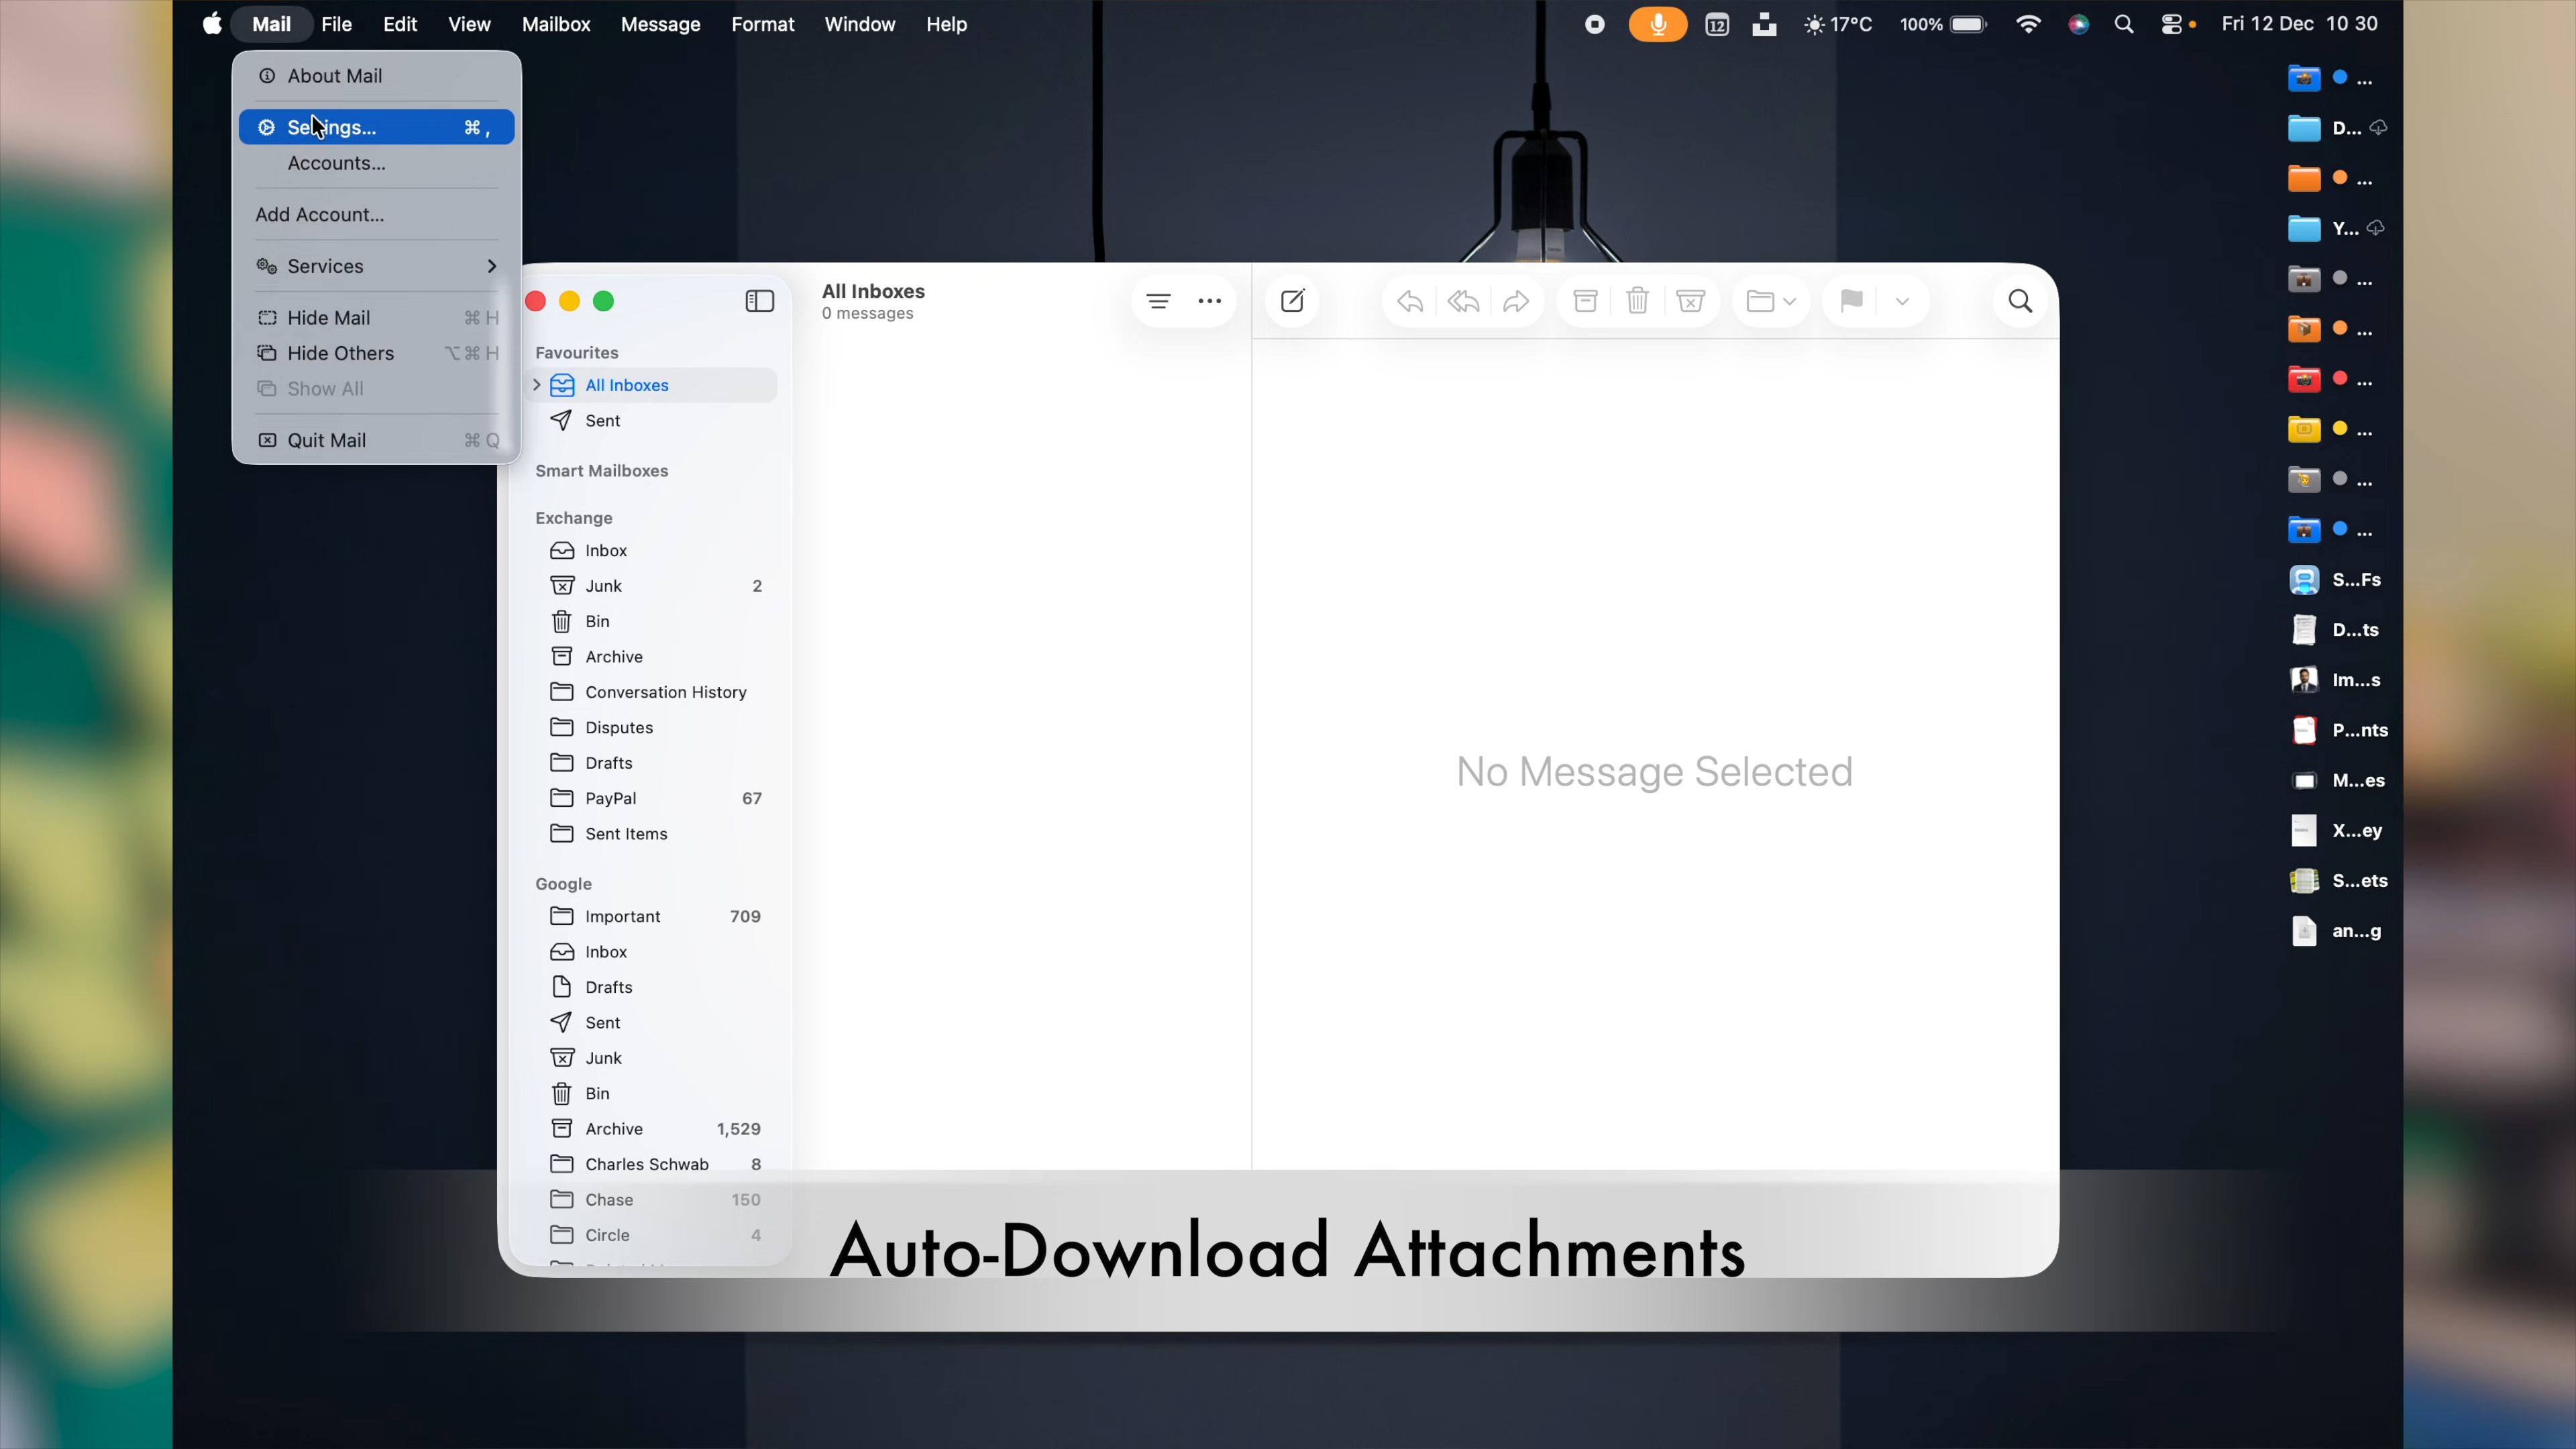 Mail File Edit View Mailbox Message Format Window Help
12 17°C 100% Fri 12 Dec 10 30
About Mail
Settings... ⌘ ,
Accounts...
Add Account...
Services
Hide Mail ⌘ H
Hide Others ⌥ ⌘ H
Show All
Quit Mail ⌘ Q
All Inboxes
0 messages
Favourites
All Inboxes
Sent
Smart Mailboxes
Exchange
Inbox
Junk 2
Bin
Archive
Conversation History
Disputes
Drafts
PayPal 67
Sent Items
Google
Important 709
Inbox
Drafts
Sent
Junk
Bin
Archive 1,529
Charles Schwab 8
Chase 150
Circle 4
No Message Selected
...
D...
...
Y...
...
...
...
...
...
...
S...Fs
D...ts
Im...s
P...nts
M...es
X...ey
S...ets
an...g
Auto-Download Attachments